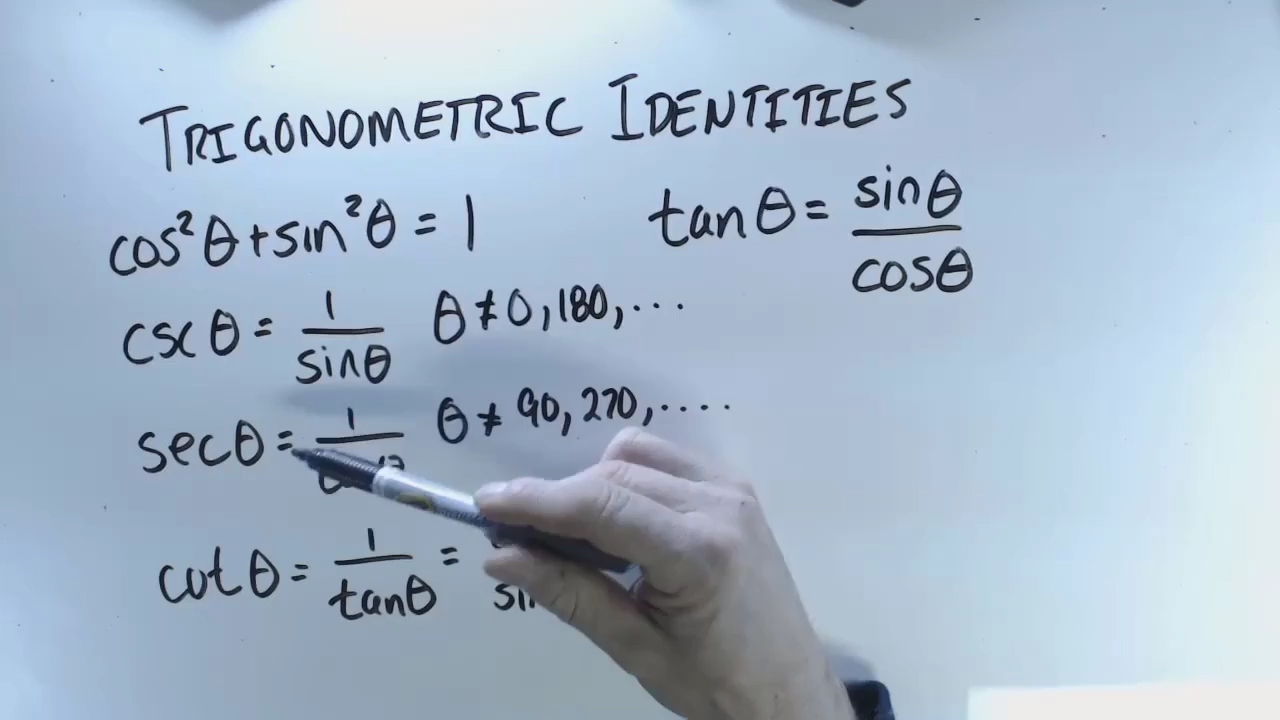 TRIGONOMETRIC IDENTITIES
cos²θ+sin²θ = 1 tanθ = sinθ/cosθ
cscθ = 1/sinθ θ ≠ 0, 180, ...
secθ = 1/ θ ≠ 90, 270, ....
cotθ = 1/tanθ =